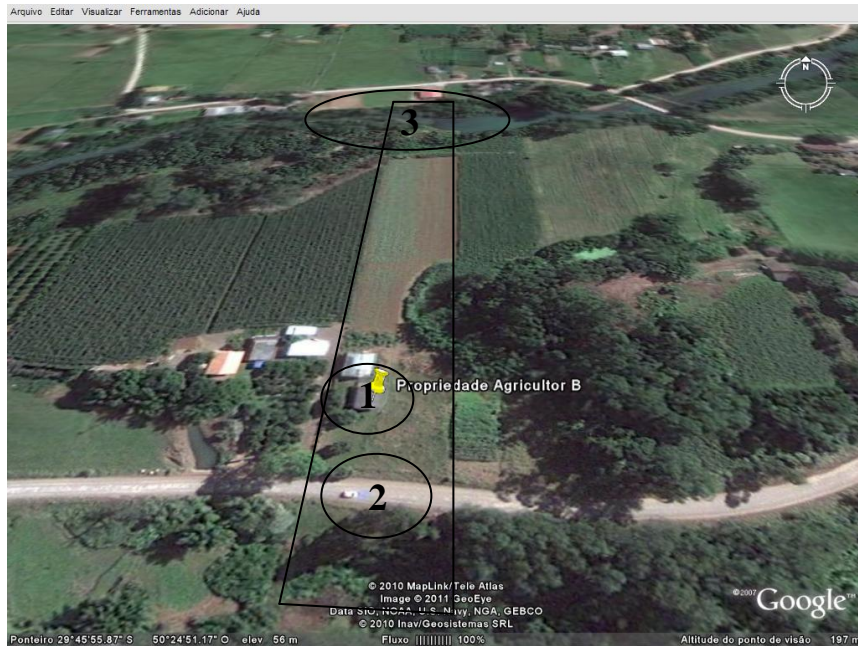 Arquivo Editar Visualizar Ferramentas Adicionar Ajuda
N
3
Propriedade Agricultor B
1
2
© 2010 MapLink/Tele Atlas
Image © 2011 GeoEye
Data SIO, NOAA, U.S. Navy, NGA, GEBCO
© 2010 Inav/Geosistemas SRL
©2007 Google™
Ponteiro 29°45'55.87" S 50°24'51.17" O elev 56 m Fluxo |||||||||| 100% Altitude do ponto de visão 197 m